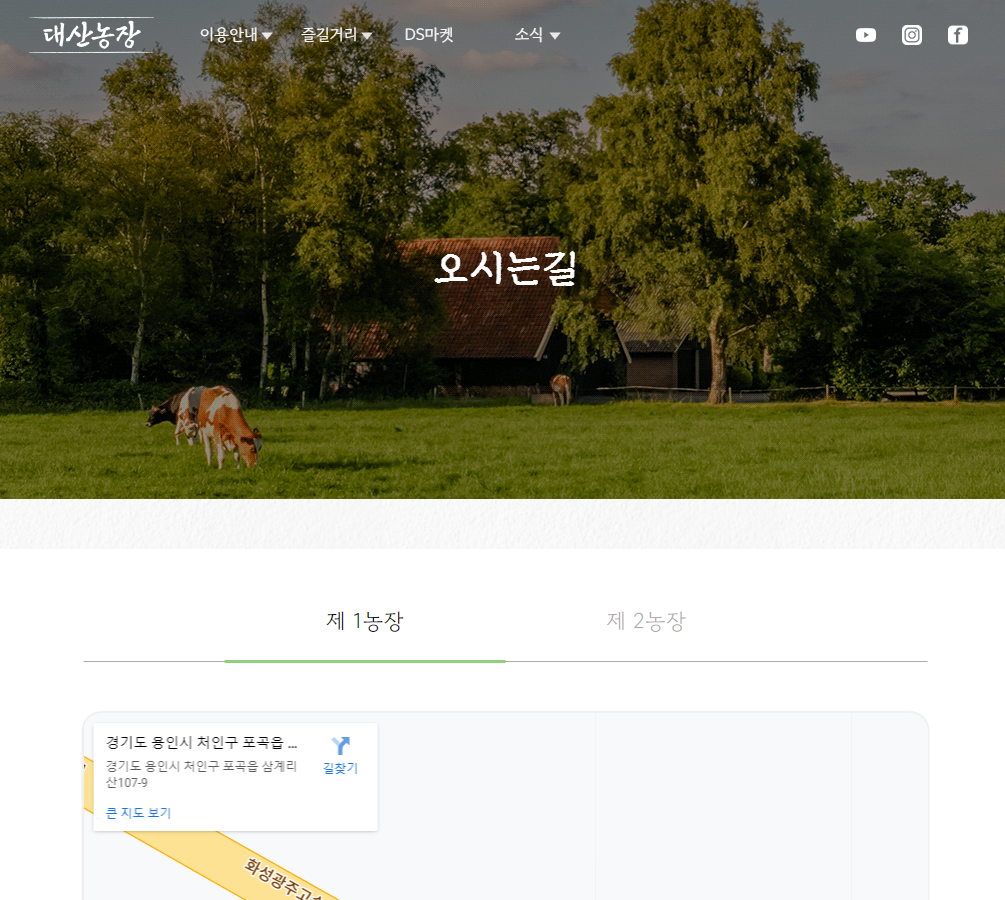 대산농장
이용안내 즐길거리 DS마켓 소식
오시는길
제 1농장 제 2농장
경기도 용인시 처인구 포곡읍 ...
경기도 용인시 처인구 포곡읍 삼계리
산107-9
길찾기
큰 지도 보기
화성광주고속